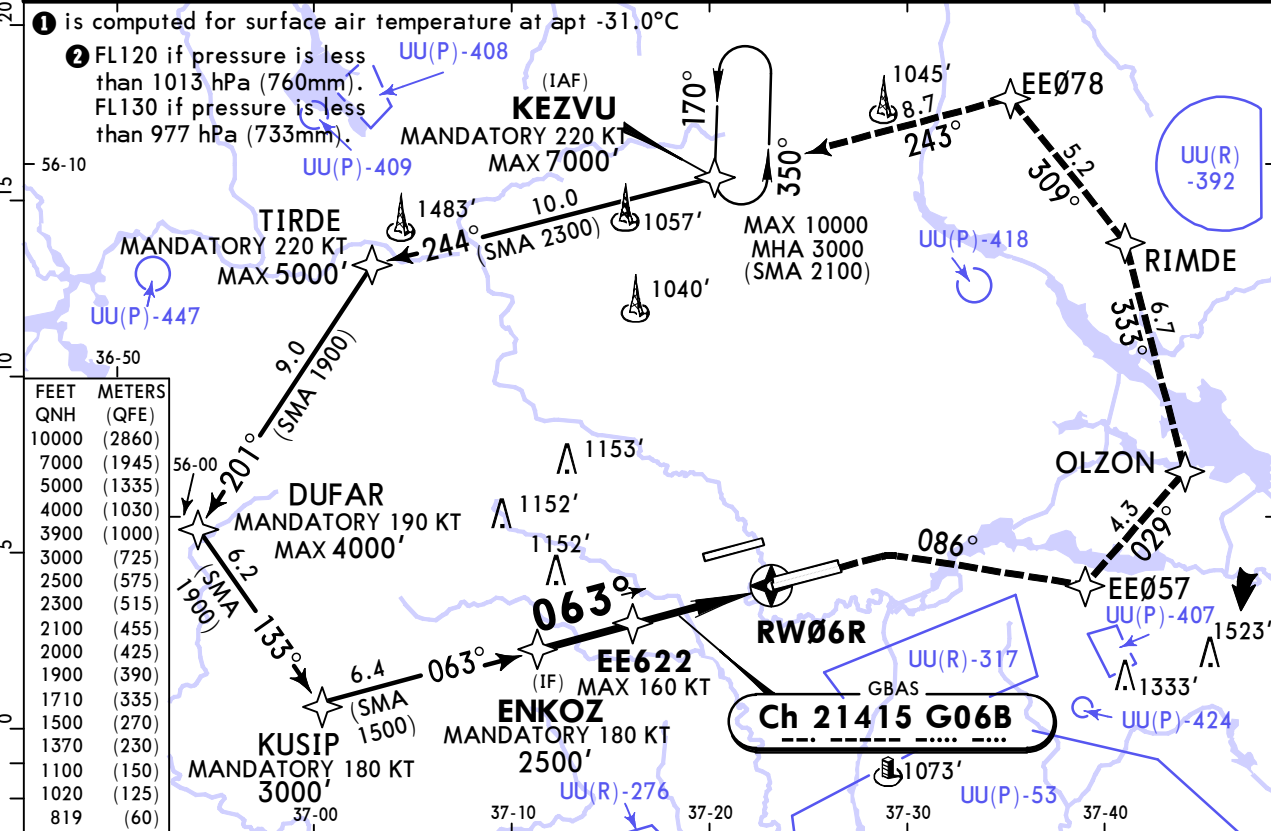 ❶ is computed for surface air temperature at apt -31.0°C
❷ FL120 if pressure is less
than 1013 hPa (760mm).
FL130 if pressure is less
than 977 hPa (733mm).
UU(P)-408
UU(P)-409
20
15
10
5
0
56-10
(IAF)
KEZVU
MANDATORY 220 KT
MAX 7000'
170°
350°
MAX 10000
MHA 3000
(SMA 2100)
1045'
8.7
243°
EEØ78
5.2
309°
UU(R)
-392
RIMDE
UU(P)-418
6.7
333°
OLZON
4.3
029°
EEØ57
086°
TIRDE
MANDATORY 220 KT
MAX 5000'
1483'
10.0
244°
(SMA 2300)
1057'
1040'
UU(P)-447
36-50
9.0
(SMA 1900)
201°
56-00
FEET METERS
QNH (QFE)
10000 (2860)
7000 (1945)
5000 (1335)
4000 (1030)
3900 (1000)
3000 (725)
2500 (575)
2300 (515)
2100 (455)
2000 (425)
1900 (390)
1710 (335)
1500 (270)
1370 (230)
1100 (150)
1020 (125)
819 (60)
DUFAR
MANDATORY 190 KT
MAX 4000'
1153'
1152'
1152'
6.2
(SMA
1900)
133°
063°
6.4
063°
(SMA
1500)
KUSIP
MANDATORY 180 KT
3000'
(IF)
ENKOZ
MANDATORY 180 KT
2500'
EE622
MAX 160 KT
RWØ6R
GBAS
Ch 21415 G06B
UU(R)-317
UU(P)-407
1523'
1333'
UU(P)-424
1073'
UU(P)-53
UU(R)-276
37-00
37-10
37-20
37-30
37-40